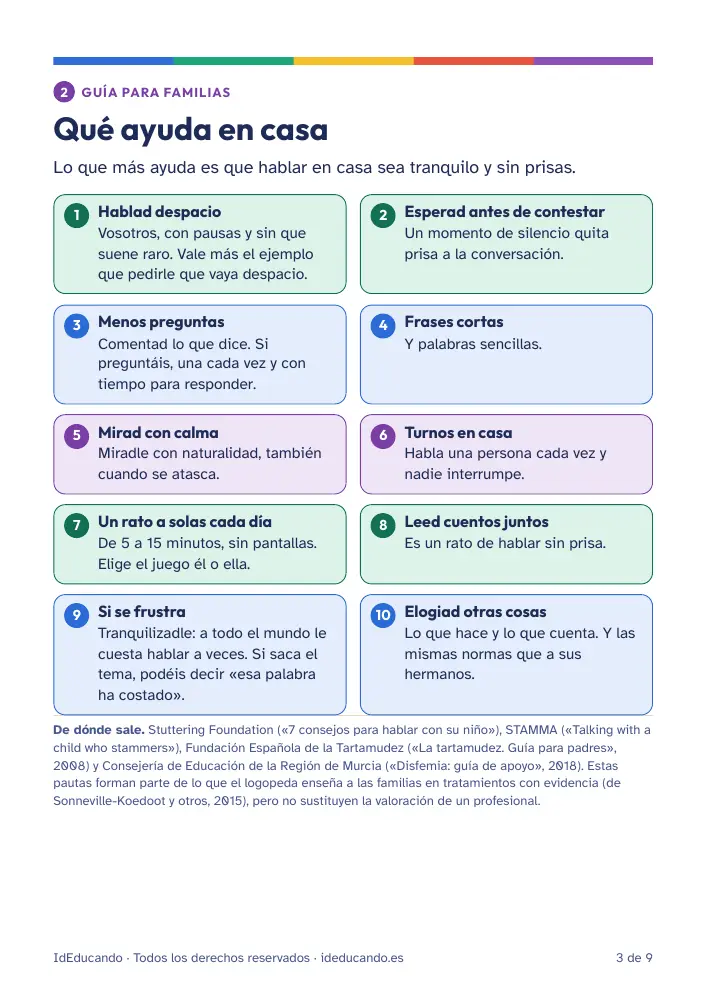 2 GUÍA PARA FAMILIAS
Qué ayuda en casa
Lo que más ayuda es que hablar en casa sea tranquilo y sin prisas.
1 Hablad despacio
Vosotros, con pausas y sin que
suene raro. Vale más el ejemplo
que pedirle que vaya despacio.
2 Esperad antes de contestar
Un momento de silencio quita
prisa a la conversación.
3 Menos preguntas
Comentad lo que dice. Si
preguntáis, una cada vez y con
tiempo para responder.
4 Frases cortas
Y palabras sencillas.
5 Mirad con calma
Miradle con naturalidad, también
cuando se atasca.
6 Turnos en casa
Habla una persona cada vez y
nadie interrumpe.
7 Un rato a solas cada día
De 5 a 15 minutos, sin pantallas.
Elige el juego él o ella.
8 Leed cuentos juntos
Es un rato de hablar sin prisa.
9 Si se frustra
Tranquilizadle: a todo el mundo le
cuesta hablar a veces. Si saca el
tema, podéis decir «esa palabra
ha costado».
10 Elogiad otras cosas
Lo que hace y lo que cuenta. Y las
mismas normas que a sus
hermanos.
De dónde sale. Stuttering Foundation («7 consejos para hablar con su niño»), STAMMA («Talking with a
child who stammers»), Fundación Española de la Tartamudez («La tartamudez. Guía para padres»,
2008) y Consejería de Educación de la Región de Murcia («Disfemia: guía de apoyo», 2018). Estas
pautas forman parte de lo que el logopeda enseña a las familias en tratamientos con evidencia (de
Sonneville-Koedoot y otros, 2015), pero no sustituyen la valoración de un profesional.
IdEducando · Todos los derechos reservados · ideducando.es
3 de 9